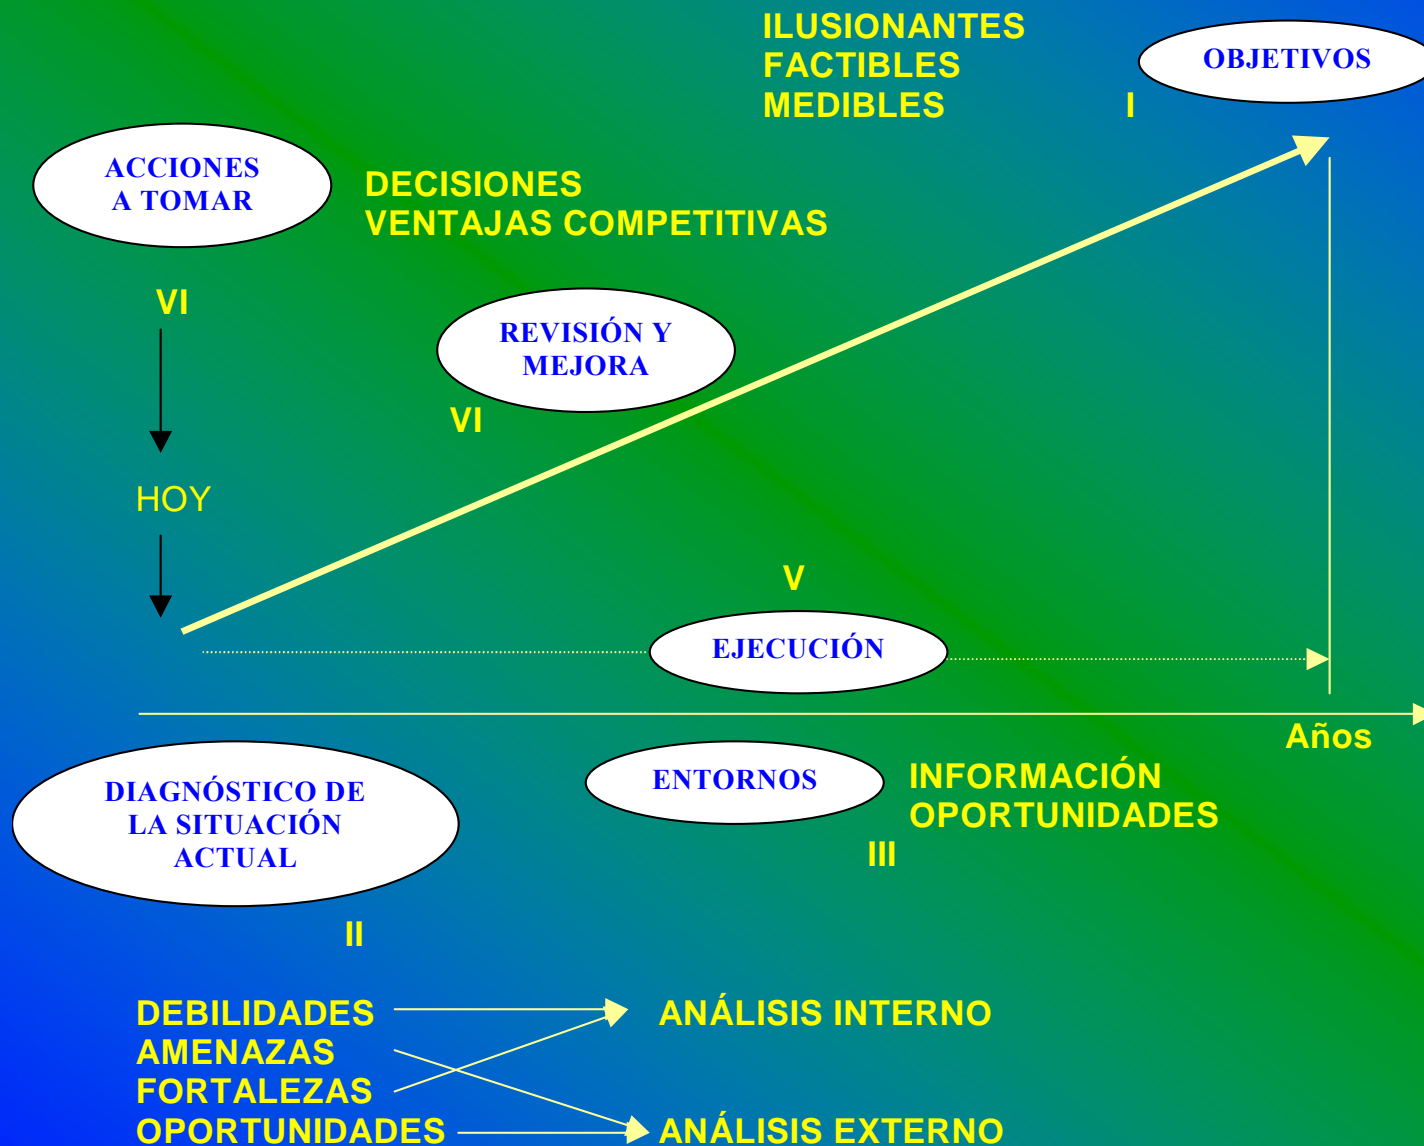 ILUSIONANTES
FACTIBLES
MEDIBLES
I
OBJETIVOS
ACCIONES
A TOMAR
DECISIONES
VENTAJAS COMPETITIVAS
VI
REVISIÓN Y
MEJORA
VI
HOY
V
EJECUCIÓN
Años
DIAGNÓSTICO DE
LA SITUACIÓN
ACTUAL
II
ENTORNOS
INFORMACIÓN
OPORTUNIDADES
III
DEBILIDADES
ANÁLISIS INTERNO
AMENAZAS
FORTALEZAS
OPORTUNIDADES
ANÁLISIS EXTERNO